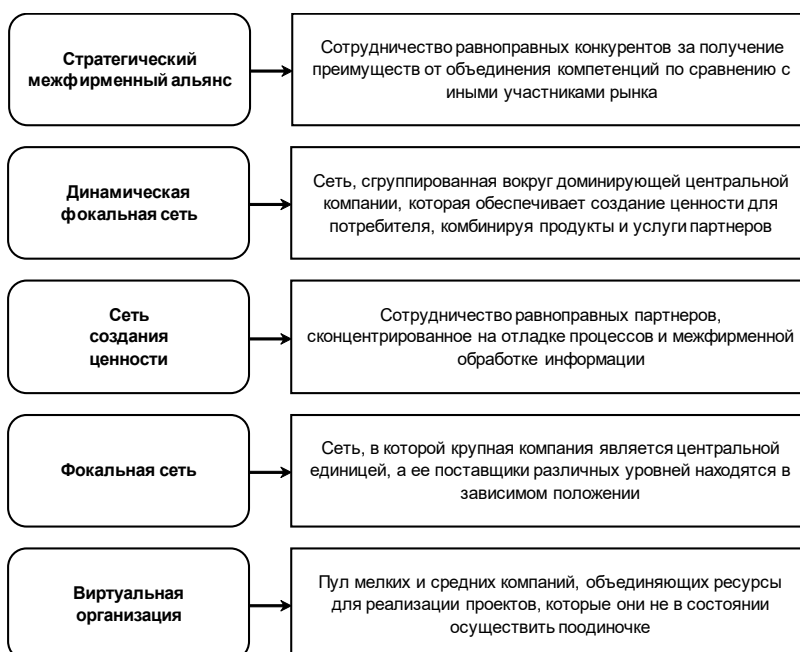 Стратегический
межфирменный альянс
Сотрудничество равноправных конкурентов за получение
преимуществ от объединения компетенций по сравнению с
иными участниками рынка
Динамическая
фокальная сеть
Сеть, сгруппированная вокруг доминирующей центральной
компании, которая обеспечивает создание ценности для
потребителя, комбинируя продукты и услуги партнеров
Сеть
создания
ценности
Сотрудничество равноправных партнеров,
сконцентрированное на отладке процессов и межфирменной
обработке информации
Фокальная сеть
Сеть, в которой крупная компания является центральной
единицей, а ее поставщики различных уровней находятся в
зависимом положении
Виртуальная
организация
Пул мелких и средних компаний, объединяющих ресурсы
для реализации проектов, которые они не в состоянии
осуществить поодиночке